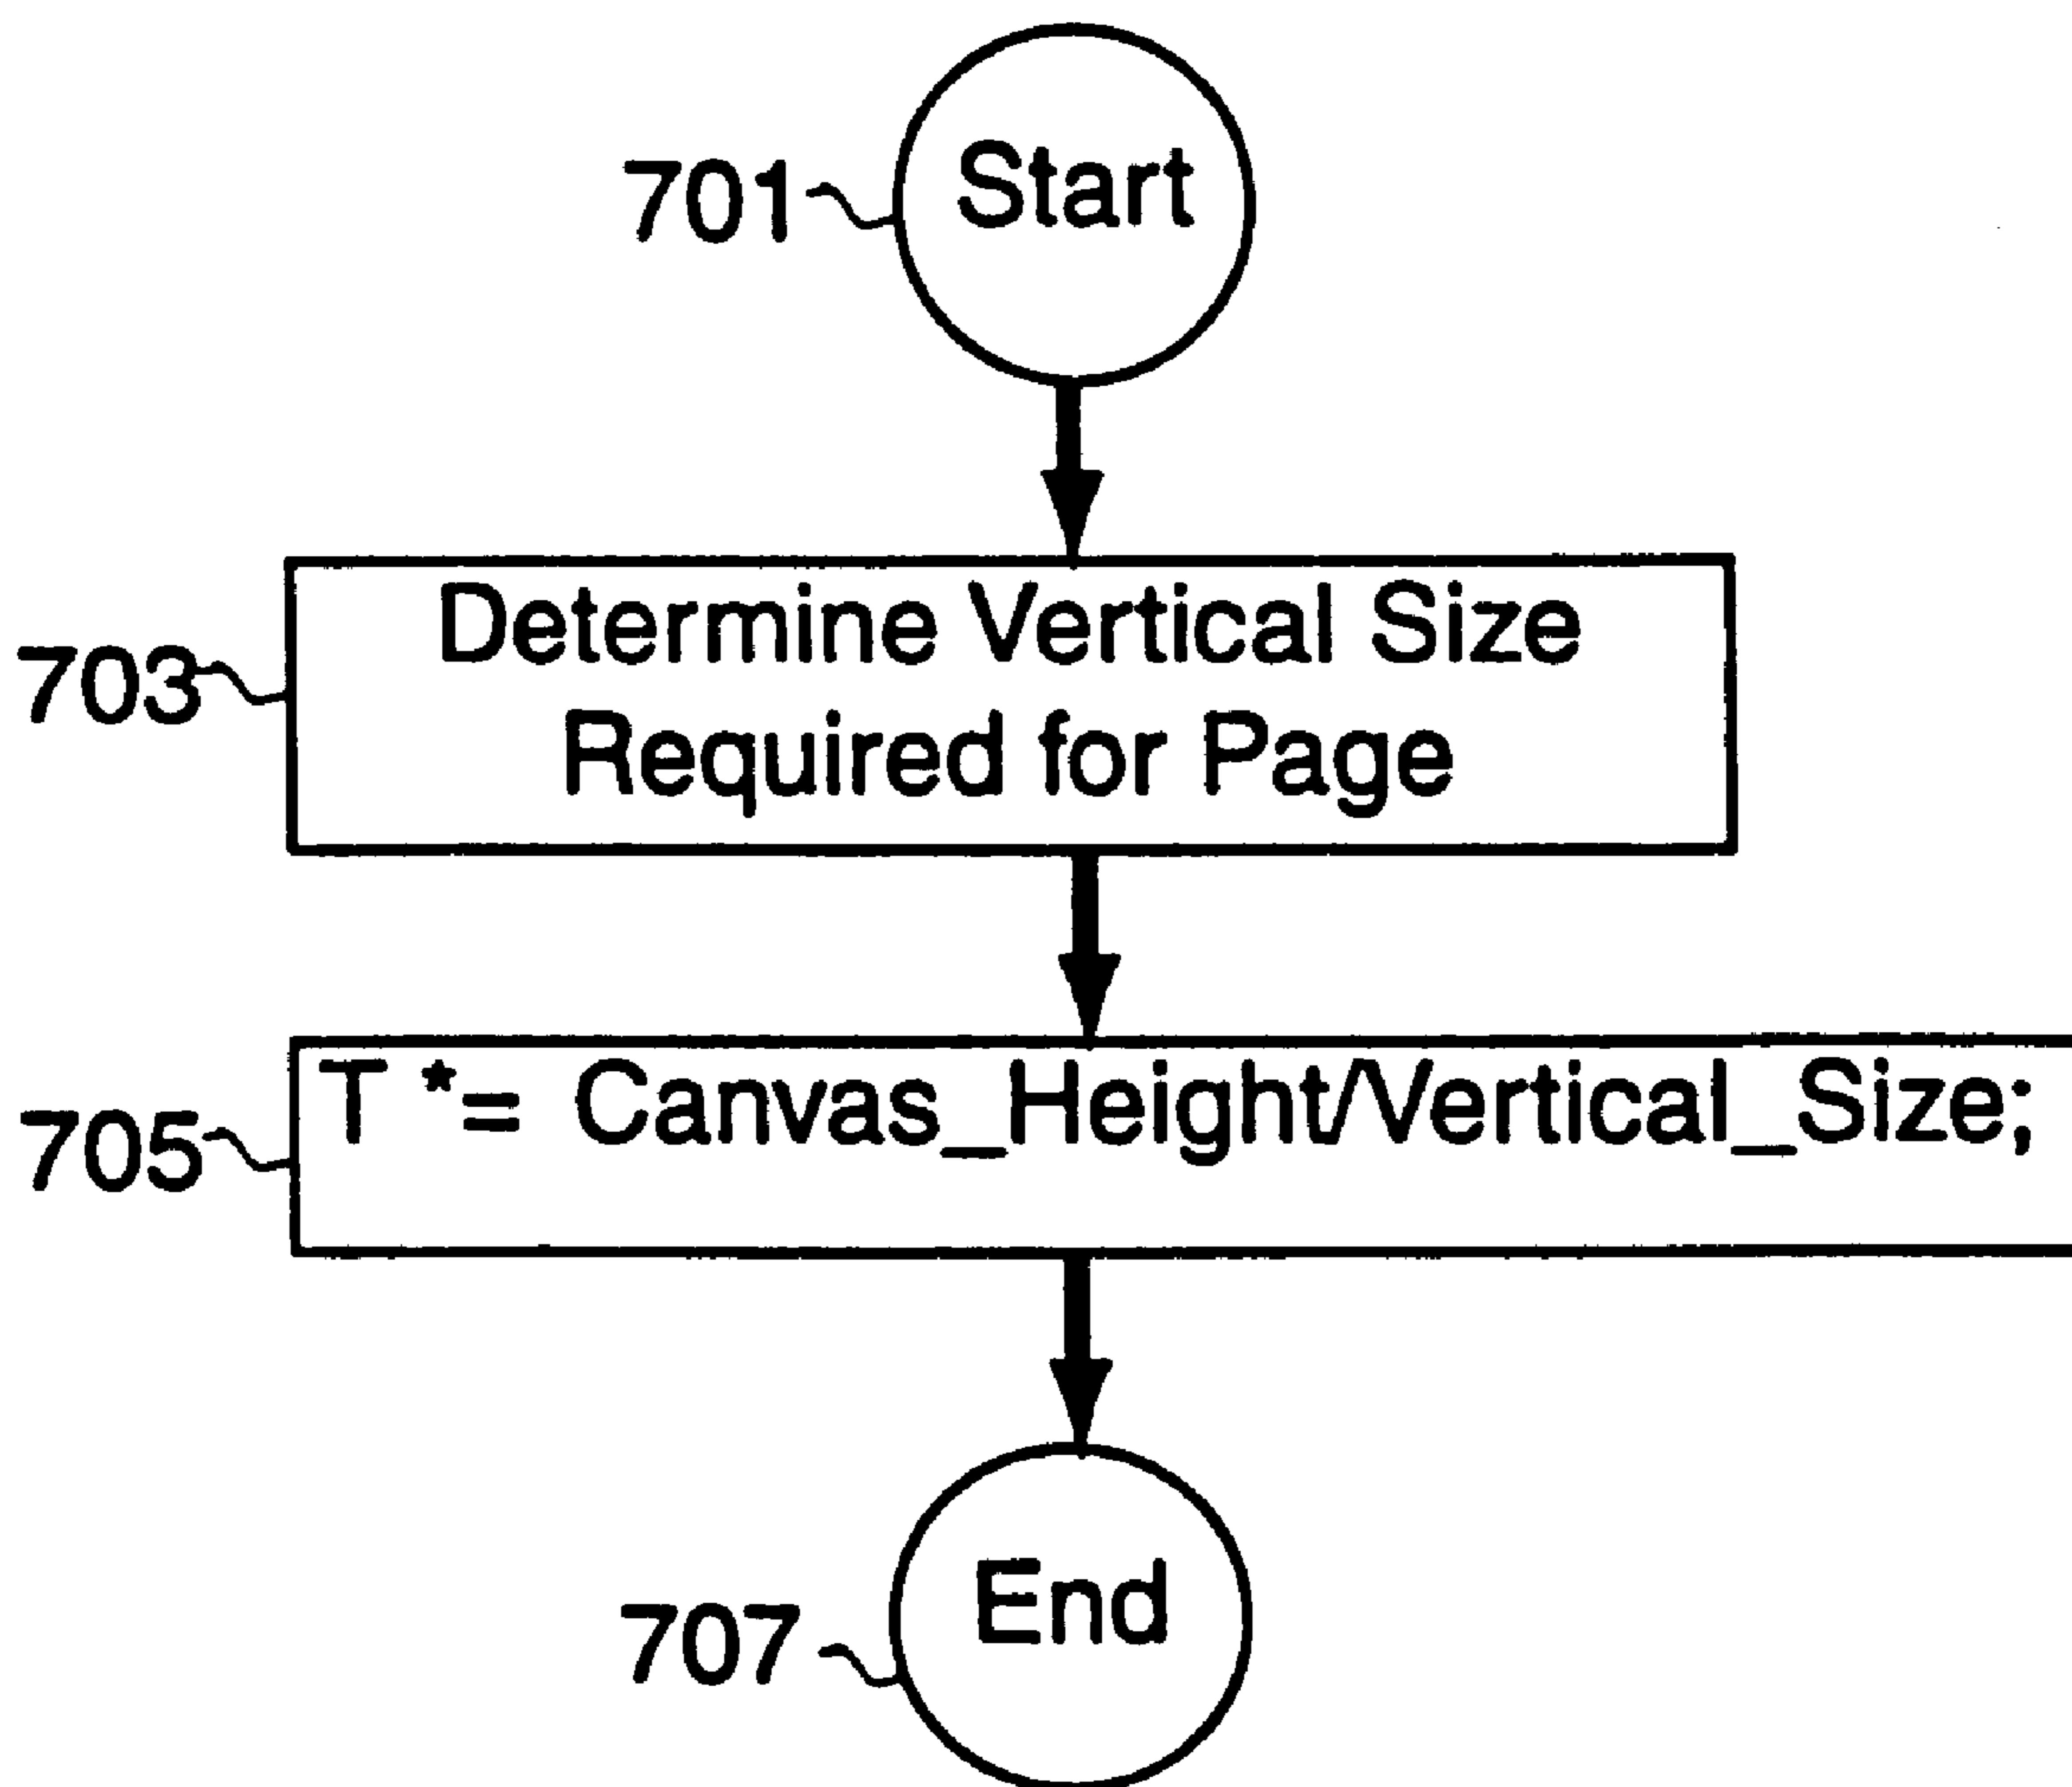 701
Start
703
Determine Vertical Size
Required for Page
705
T *= Canvas_Height/Vertical_Size;
707
End